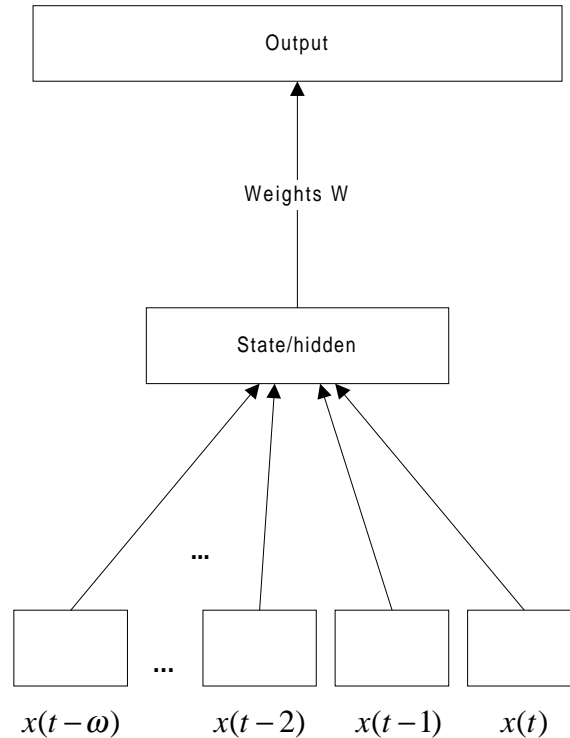 Output
Weights W
State/hidden
...
...
x(t−ω) x(t−2) x(t−1) x(t)